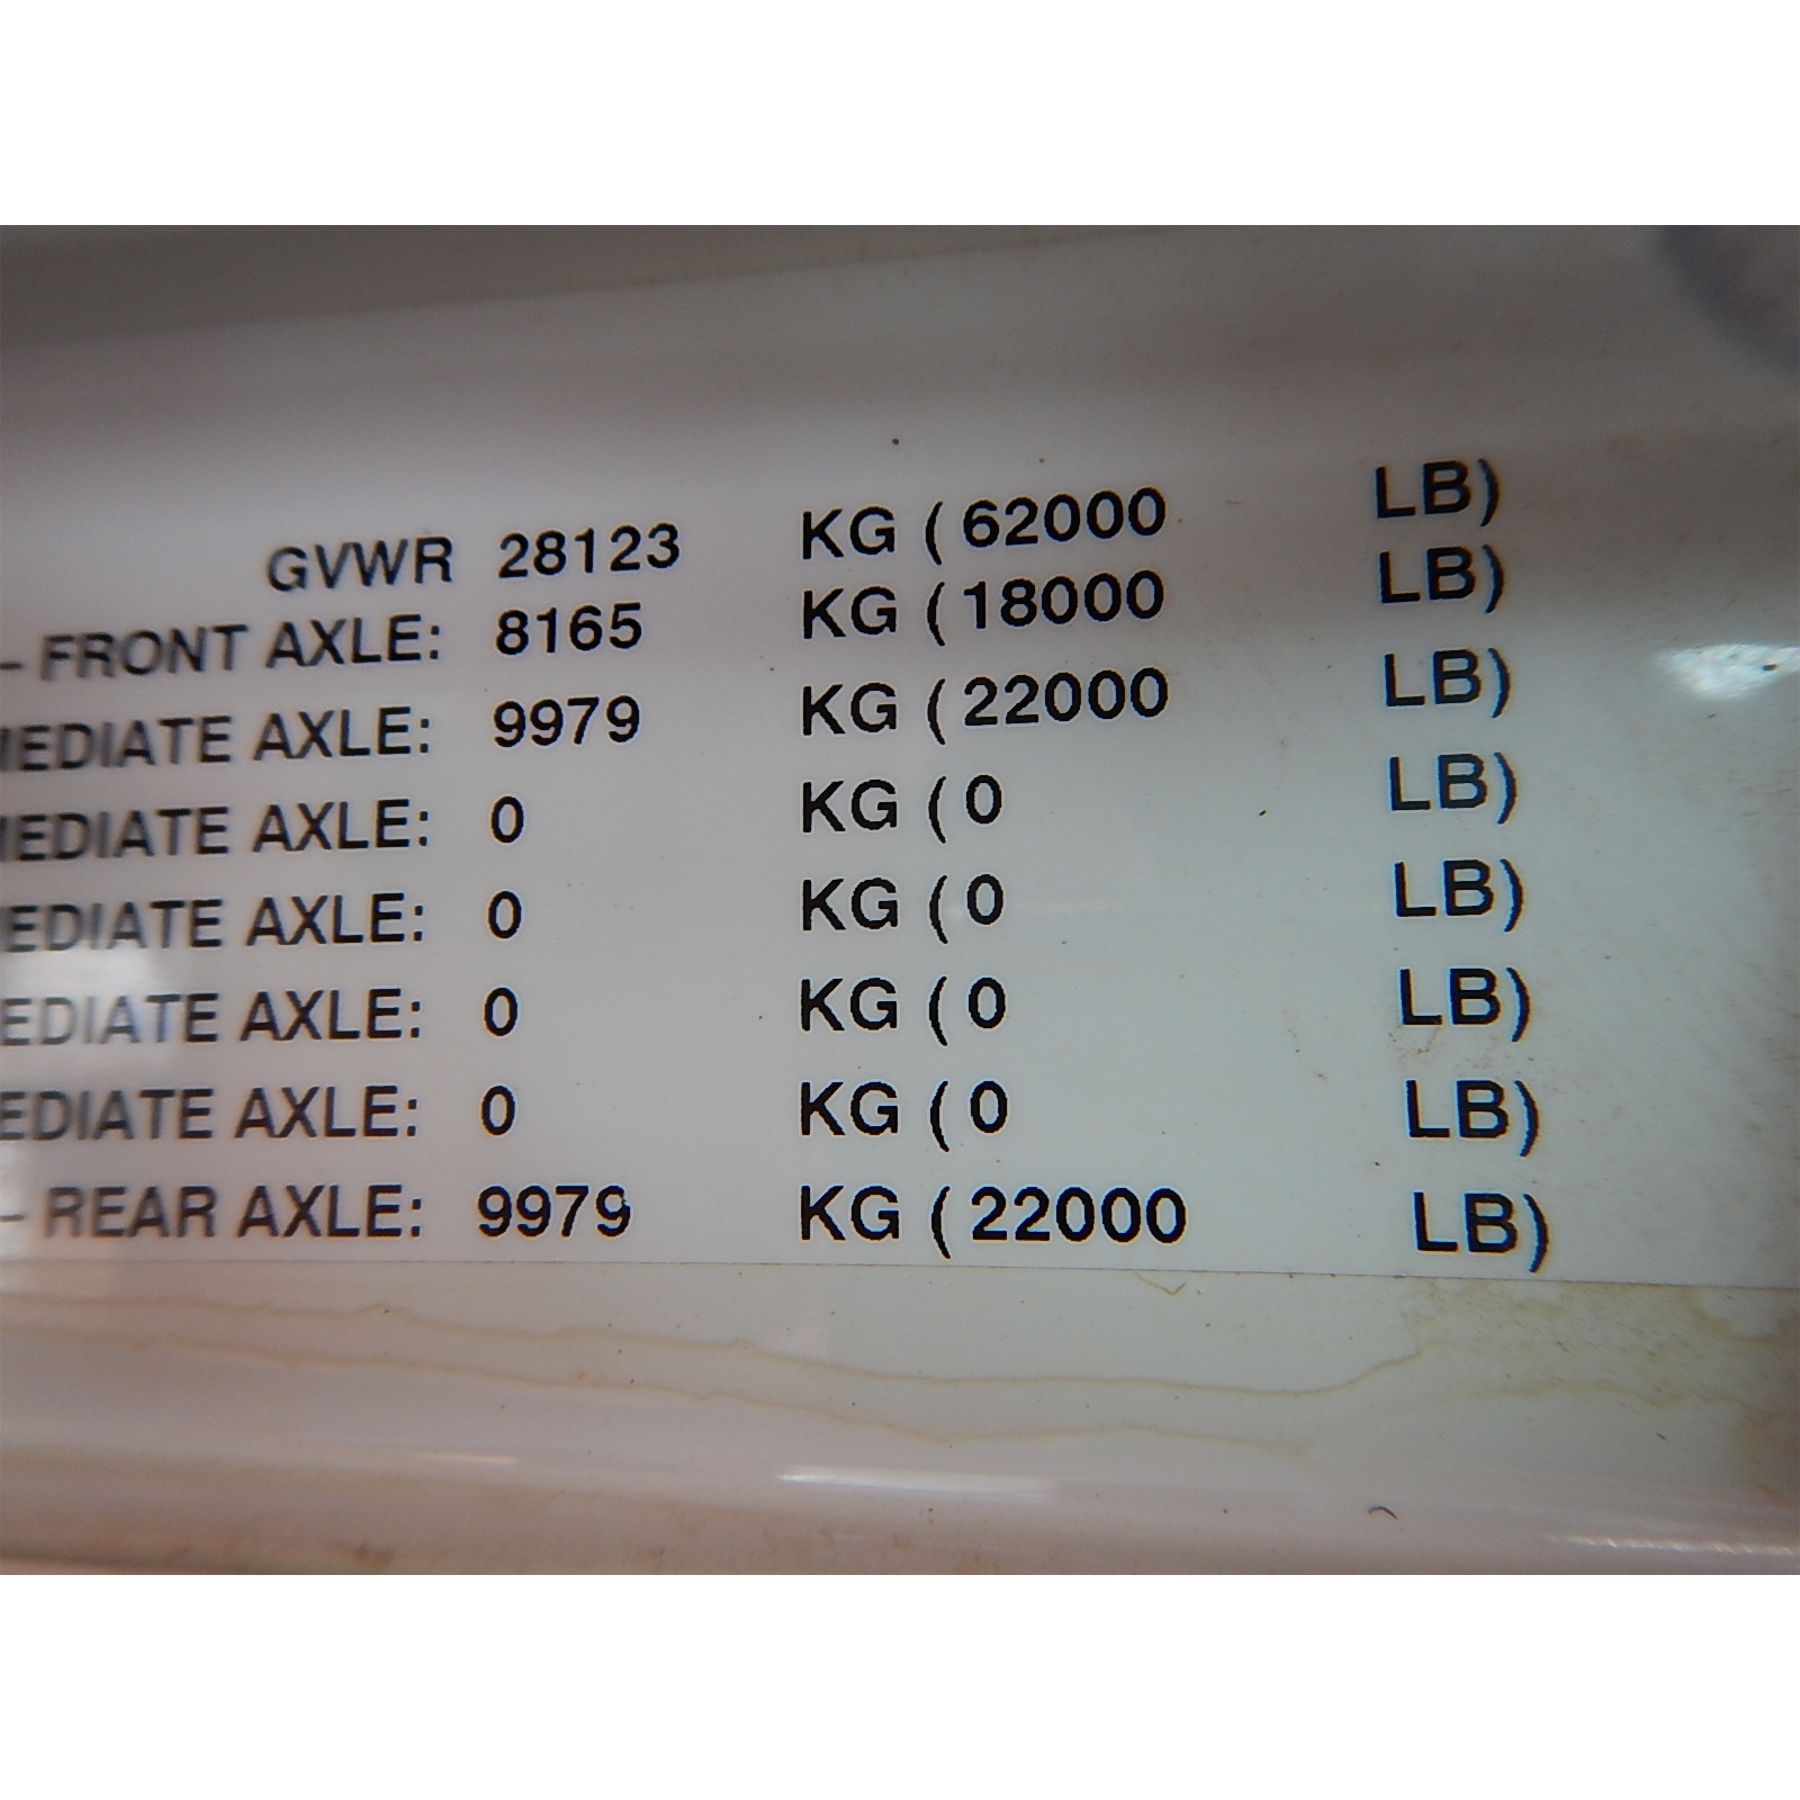 GVWR 28123 KG (62000 LB)
– FRONT AXLE: 8165 KG (18000 LB)
MEDIATE AXLE: 9979 KG (22000 LB)
MEDIATE AXLE: 0 KG (0 LB)
EDIATE AXLE: 0 KG (0 LB)
EDIATE AXLE: 0 KG (0 LB)
EDIATE AXLE: 0 KG (0 LB)
– REAR AXLE: 9979 KG (22000 LB)